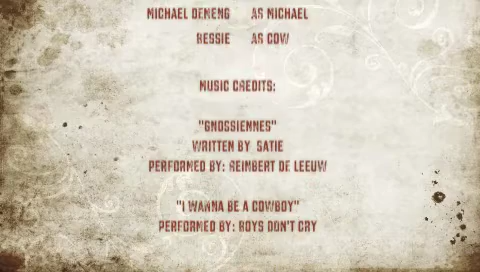 MICHAEL DEMENG AS MICHAEL
BESSIE AS COW
MUSIC CREDITS:
"GNOSSIENNES"
WRITTEN BY SATIE
PERFORMED BY: REINBERT DE LEEUW
"I WANNA BE A COWBOY"
PERFORMED BY: BOYS DON'T CRY